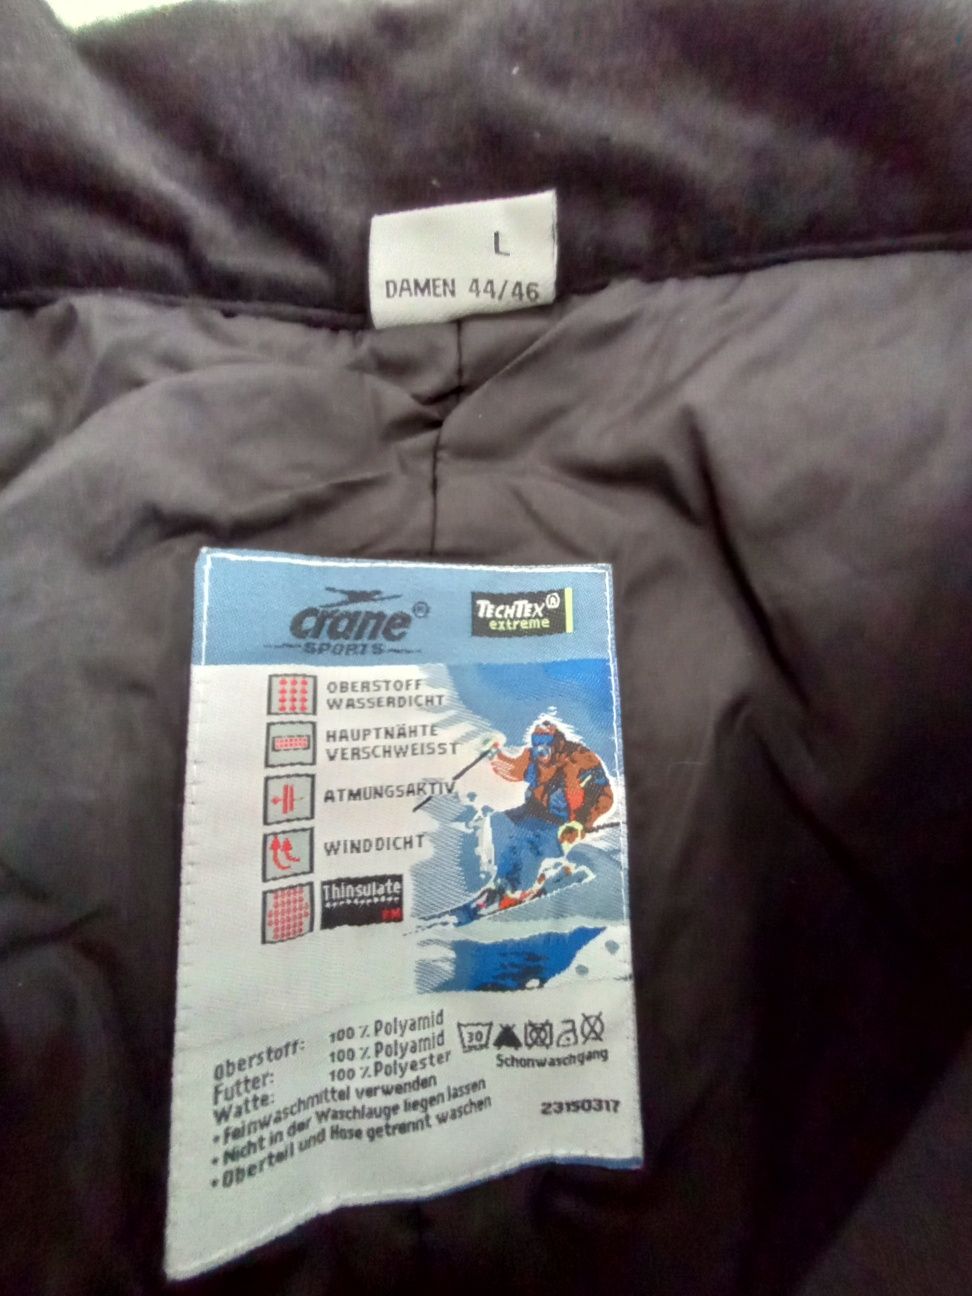 L
DAMEN 44/46
crane®
SPORTS
TECHTEX®
extreme
OBERSTOFF
WASSERDICHT
HAUPTNÄHTE
VERSCHWEISST
ATMUNGSAKTIV
WINDDICHT
Thinsulate
3M
Oberstoff: 100 % Polyamid
Futter: 100 % Polyamid
Watte: 100 % Polyester
• Feinwaschmittel verwenden
• Nicht in der Waschlauge liegen lassen
• Oberteil und Hose getrennt waschen
30
Schonwaschgang
23150317